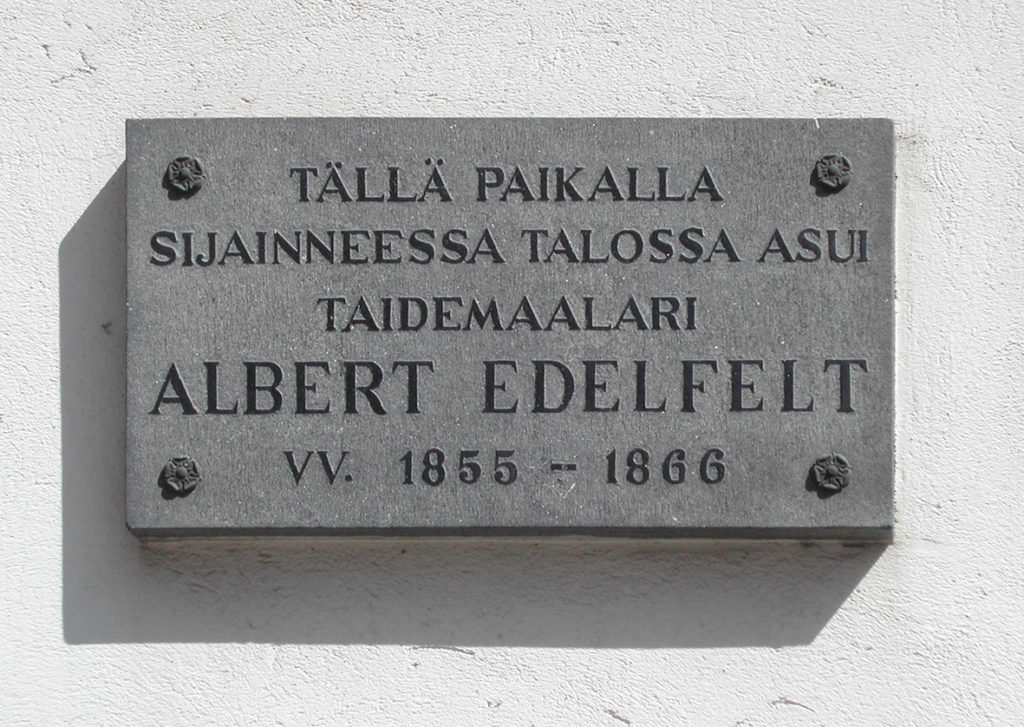 TÄLLÄ PAIKALLA
SIJAINNEESSA TALOSSA ASUI
TAIDEMAALARI
ALBERT EDELFELT
VV. 1855 -- 1866